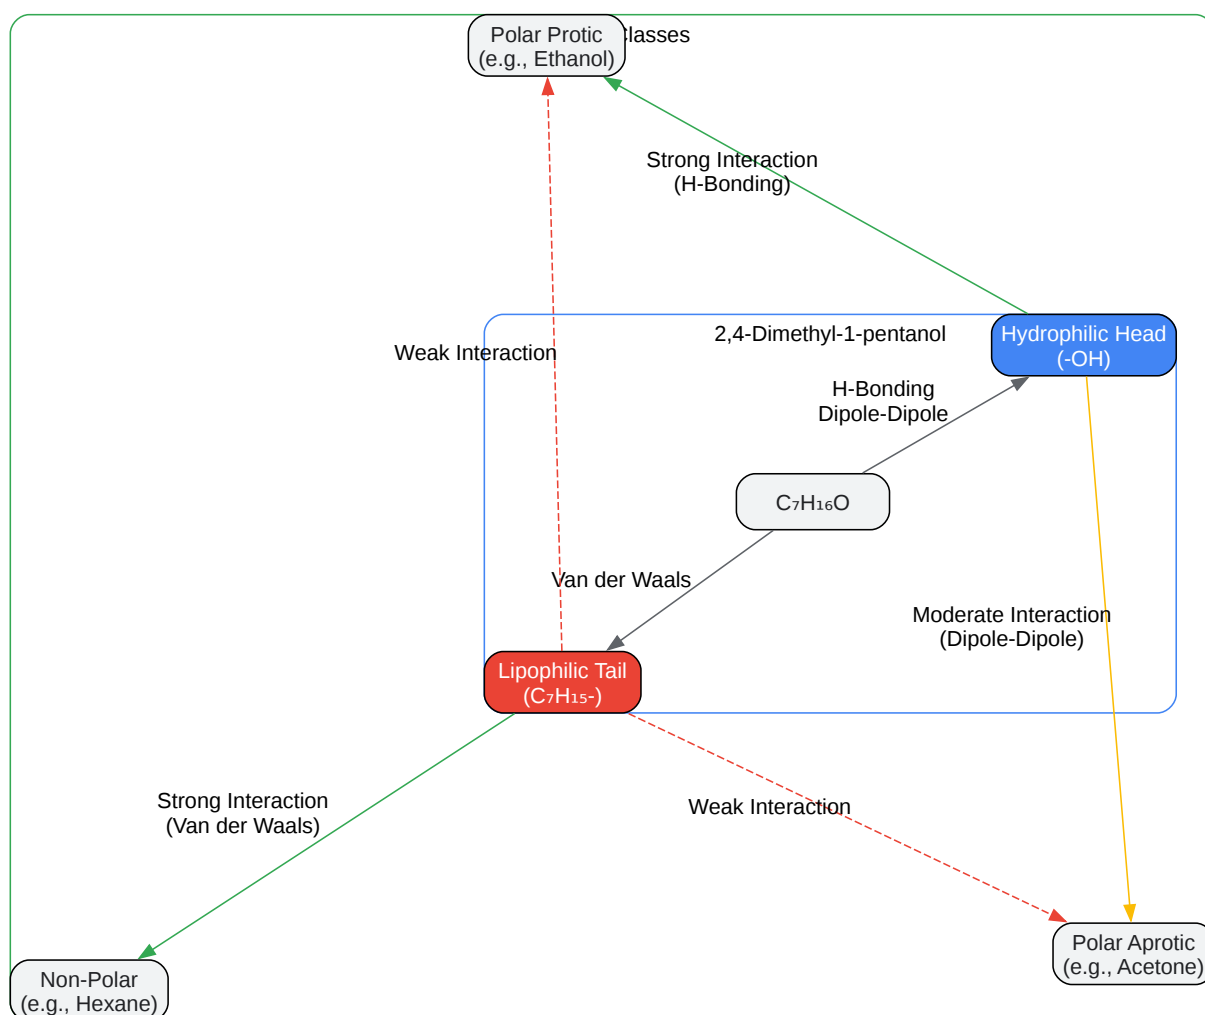 Polar Protic
(e.g., Ethanol)
Classes
Strong Interaction
(H-Bonding)
Weak Interaction
2,4-Dimethyl-1-pentanol
Hydrophilic Head
(-OH)
H-Bonding
Dipole-Dipole
C₇H₁₆O
Van der Waals
Moderate Interaction
(Dipole-Dipole)
Lipophilic Tail
(C₇H₁₅-)
Strong Interaction
(Van der Waals)
Weak Interaction
Polar Aprotic
(e.g., Acetone)
Non-Polar
(e.g., Hexane)